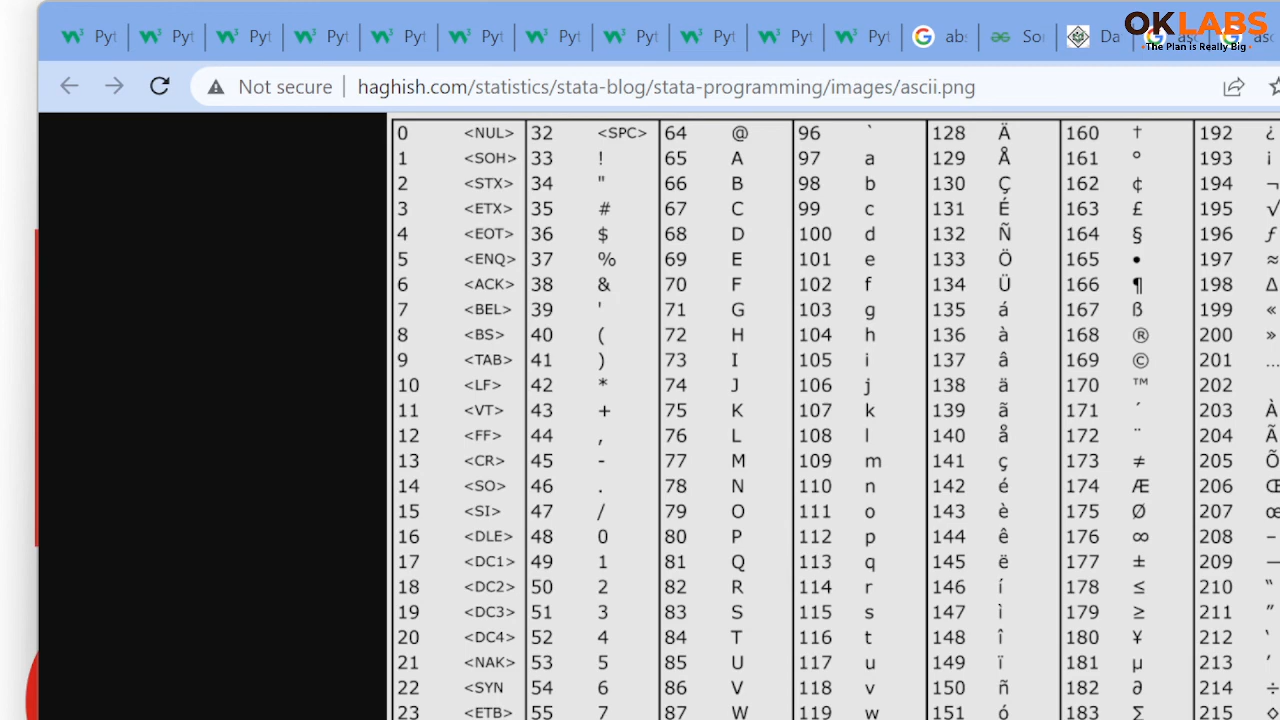 Pyt Pyt Pyt Pyt Pyt Pyt Pyt Pyt Pyt Pyt Pyt ab Da
OKLABS
The Plan is Really Big
Not secure | haghish.com/statistics/stata-blog/stata-programming/images/ascii.png
0 <NUL> 32 <SPC> 64 @ 96 ` 128 Ä 160 † 192 ¿
1 <SOH> 33 ! 65 A 97 a 129 Å 161 ° 193 ¡
2 <STX> 34 " 66 B 98 b 130 Ç 162 ¢ 194 ¬
3 <ETX> 35 # 67 C 99 c 131 É 163 £ 195 √
4 <EOT> 36 $ 68 D 100 d 132 Ñ 164 § 196 ƒ
5 <ENQ> 37 % 69 E 101 e 133 Ö 165 • 197 ≈
6 <ACK> 38 & 70 F 102 f 134 Ü 166 ¶ 198 ∆
7 <BEL> 39 ' 71 G 103 g 135 á 167 ß 199 «
8 <BS> 40 ( 72 H 104 h 136 à 168 ® 200 »
9 <TAB> 41 ) 73 I 105 i 137 â 169 © 201 …
10 <LF> 42 * 74 J 106 j 138 ä 170 ™ 202
11 <VT> 43 + 75 K 107 k 139 ã 171 ´ 203 À
12 <FF> 44 , 76 L 108 l 140 å 172 ¨ 204 Ã
13 <CR> 45 - 77 M 109 m 141 ç 173 ≠ 205 Õ
14 <SO> 46 . 78 N 110 n 142 é 174 Æ 206 Œ
15 <SI> 47 / 79 O 111 o 143 è 175 Ø 207 œ
16 <DLE> 48 0 80 P 112 p 144 ê 176 ∞ 208 –
17 <DC1> 49 1 81 Q 113 q 145 ë 177 ± 209 —
18 <DC2> 50 2 82 R 114 r 146 í 178 ≤ 210 “
19 <DC3> 51 3 83 S 115 s 147 ì 179 ≥ 211 ”
20 <DC4> 52 4 84 T 116 t 148 î 180 ¥ 212 ‘
21 <NAK> 53 5 85 U 117 u 149 ï 181 µ 213 ’
22 <SYN 54 6 86 V 118 v 150 ñ 182 ∂ 214 ÷
23 <ETB> 55 7 87 W 119 w 151 ó 183 ∑ 215 ◊